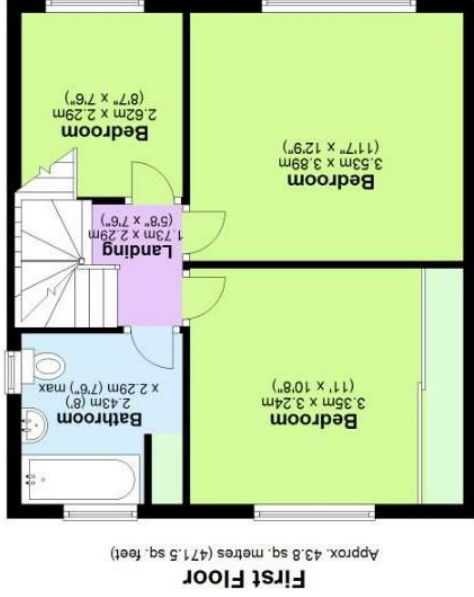 First Floor
Approx. 43.8 sq. metres (471.5 sq. feet)
Bedroom
3.35m x 3.24m
(11' x 10'8")
Bathroom
2.43m (8')
x 2.29m (7'6") max
Landing
1.73m x 2.29m
(5'8" x 7'6")
Bedroom
3.53m x 3.89m
(11'7" x 12'9")
Bedroom
2.62m x 2.29m
(8'7" x 7'6")